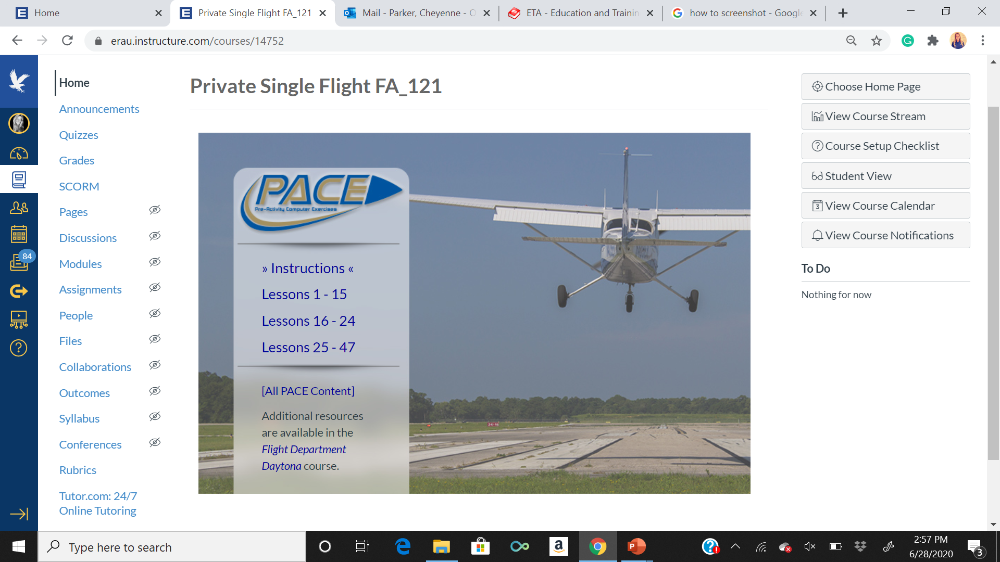 Home
Private Single Flight FA_121
Mail - Parker, Cheyenne - O
ETA - Education and Trainin
how to screenshot - Google
erau.instructure.com/courses/14752
Home
Announcements
Quizzes
Grades
SCORM
Pages
Discussions
Modules
Assignments
People
Files
Collaborations
Outcomes
Syllabus
Conferences
Rubrics
Tutor.com: 24/7
Online Tutoring
84
Private Single Flight FA_121
PACE
Pre-Activity Computer Exercises
» Instructions «
Lessons 1 - 15
Lessons 16 - 24
Lessons 25 - 47
[All PACE Content]
Additional resources
are available in the
Flight Department
Daytona course.
Choose Home Page
View Course Stream
Course Setup Checklist
Student View
3 View Course Calendar
View Course Notifications
To Do
Nothing for now
Type here to search
2:57 PM
6/28/2020
3